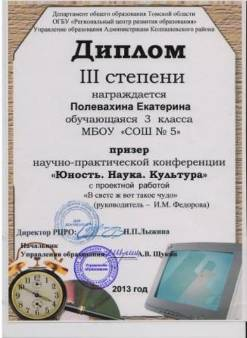 Департамент общего образования Томской области
ОГБУ «Региональный центр развития образования»
Управление образования Администрации Колпашевского района
Диплом
III степени
награждается
Полевахина Екатерина
обучающаяся 3 класса
МБОУ «СОШ № 5»
призер
научно-практической конференции
«Юность. Наука. Культура»
с проектной работой
«В свете ж вот такое чудо»
(руководитель – И.М. Федорова)
Директор РЦРО: Н.П.Лыжина
Начальник
Управления образования А.В. Щукин
2013 год